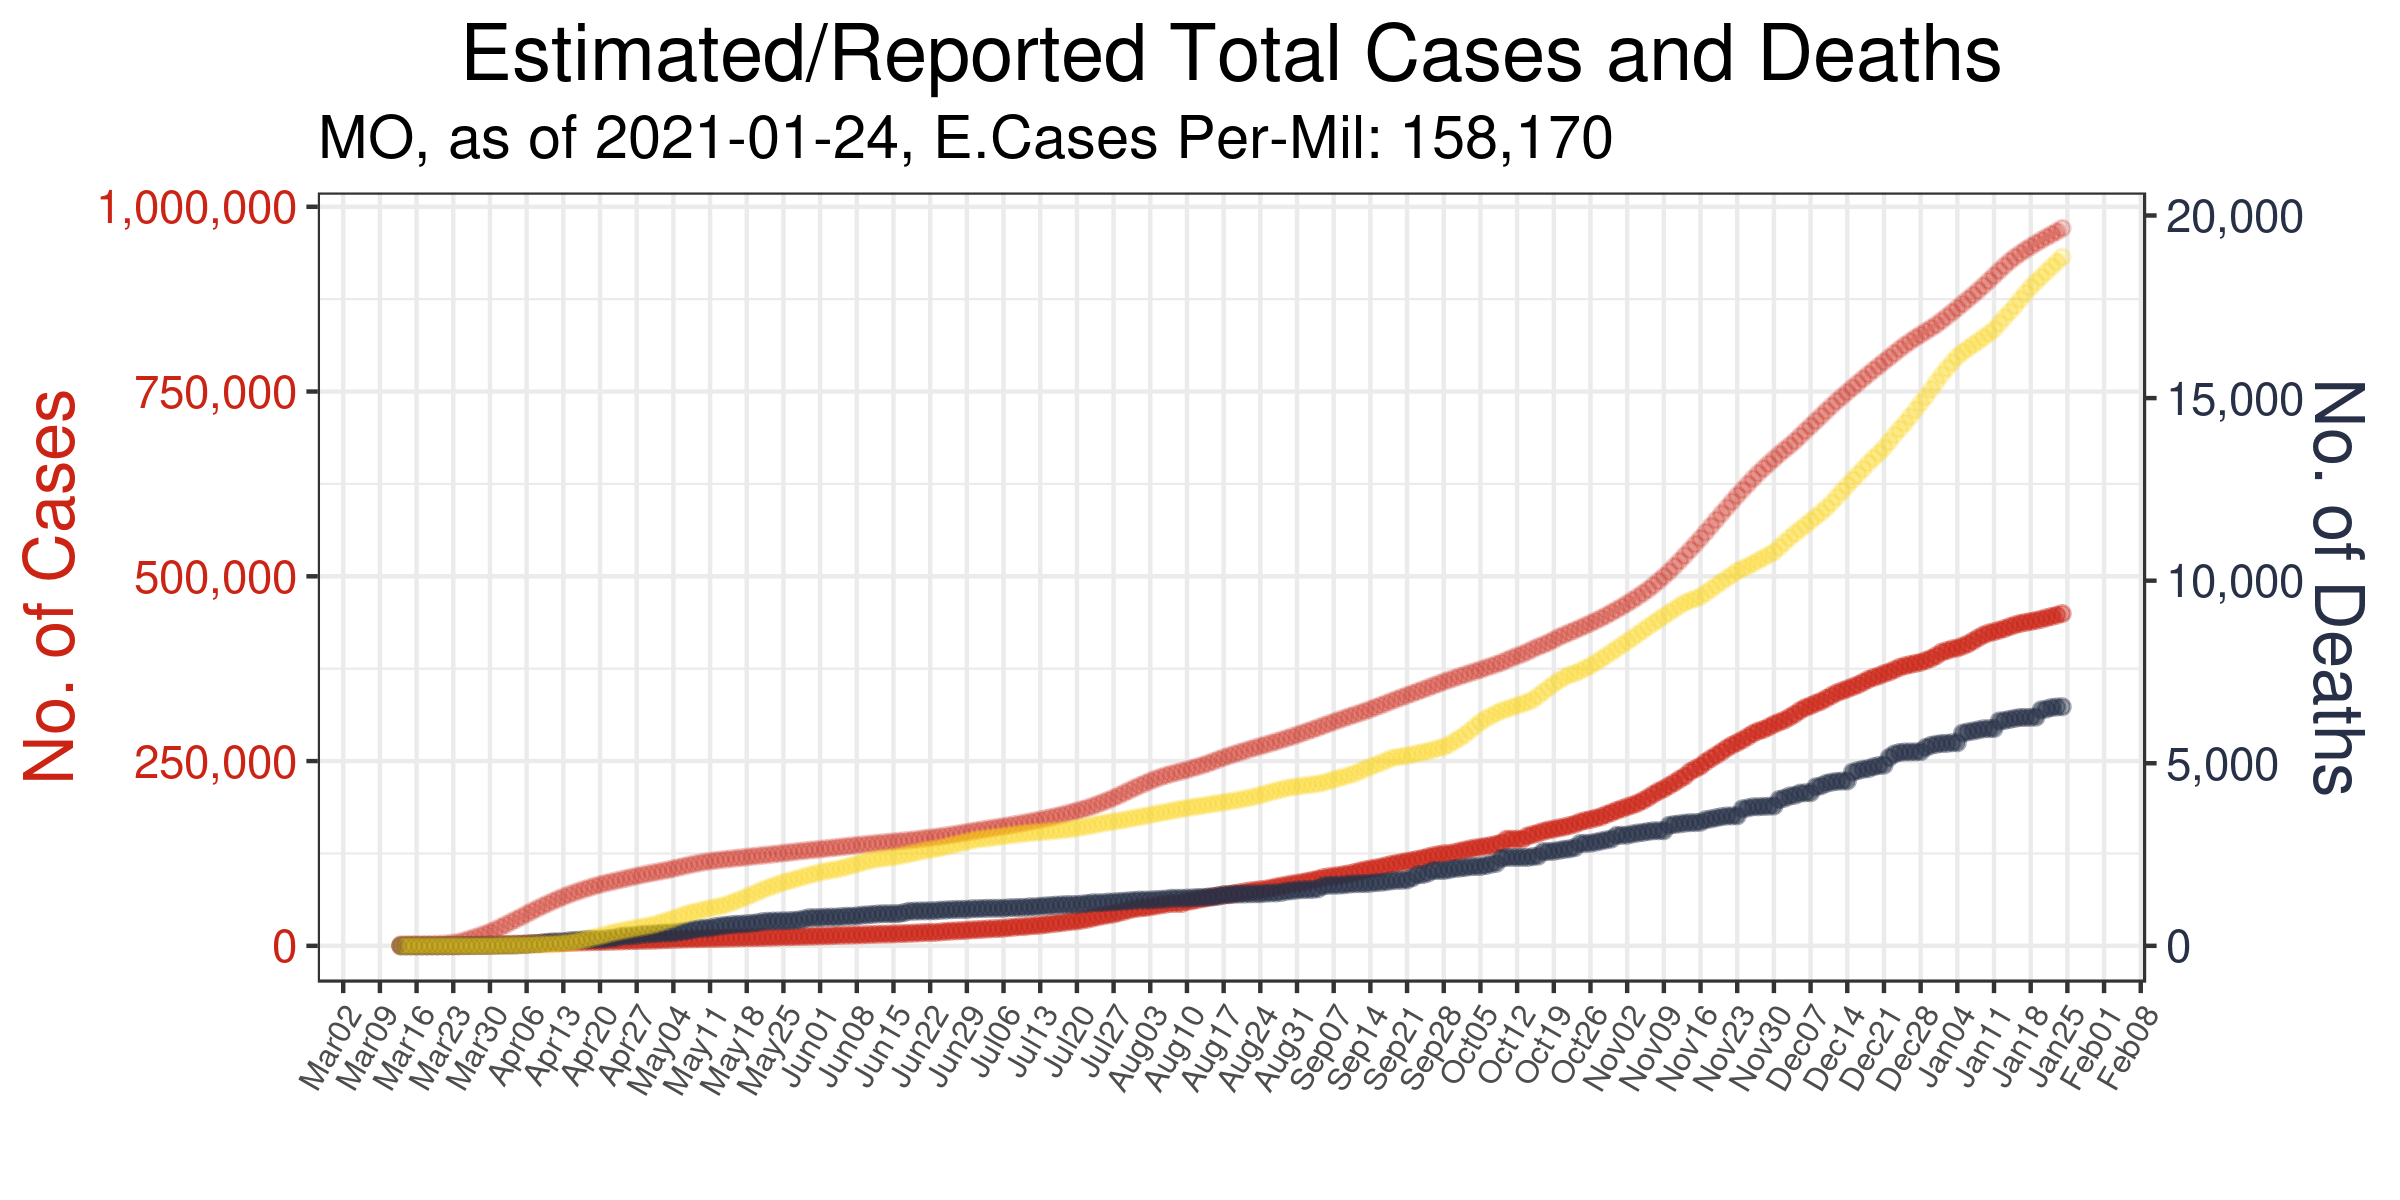 Estimated/Reported Total Cases and Deaths
MO, as of 2021-01-24, E.Cases Per-Mil: 158,170
No. of Cases
1,000,000
750,000
500,000
250,000
0
20,000
15,000
10,000
5,000
0
No. of Deaths
Mar02
Mar09
Mar16
Mar23
Mar30
Apr06
Apr13
Apr20
Apr27
May04
May11
May18
May25
Jun01
Jun08
Jun15
Jun22
Jun29
Jul06
Jul13
Jul20
Jul27
Aug03
Aug10
Aug17
Aug24
Aug31
Sep07
Sep14
Sep21
Sep28
Oct05
Oct12
Oct19
Oct26
Nov02
Nov09
Nov16
Nov23
Nov30
Dec07
Dec14
Dec21
Dec28
Jan04
Jan11
Jan18
Jan25
Feb01
Feb08